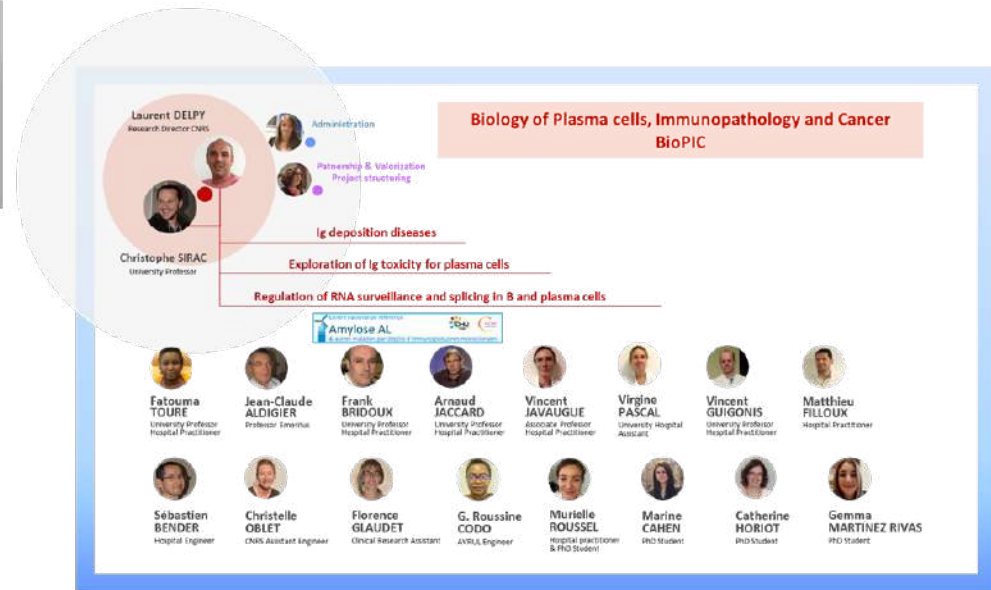 Laurent DELPY
Research Director CNRS
Administration
Patnership & Valorization
Project structuring
Biology of Plasma cells, Immunopathology and Cancer
BioPIC
Christophe SIRAC
University Professor
Ig deposition diseases
Exploration of Ig toxicity for plasma cells
Regulation of RNA surveillance and splicing in B and plasma cells
Amylose AL
CHU
Fatouma
TOURE
University Professor
Hospital Practitioner
Jean-Claude
ALDIGIER
Professor Emeritus
Frank
BRIDOUX
University Professor
Hospital Practitioner
Arnaud
JACCARD
University Professor
Hospital Practitioner
Vincent
JAVAUGUE
Associate Professor
Hospital Practitioner
Virgine
PASCAL
University Hospital
Assistant
Vincent
GUIGONIS
University Professor
Hospital Practitioner
Matthieu
FILLOUX
Hospital Practitioner
Sébastien
BENDER
Hospital Engineer
Christelle
OBLET
CNRS Assistant Engineer
Florence
GLAUDET
Clinical Research Assistant
G. Roussine
CODO
AVRUL Engineer
Murielle
ROUSSEL
Hospital practitioner
& PhD Student
Marine
CAHEN
PhD Student
Catherine
HORIOT
PhD Student
Gemma
MARTINEZ RIVAS
PhD Student